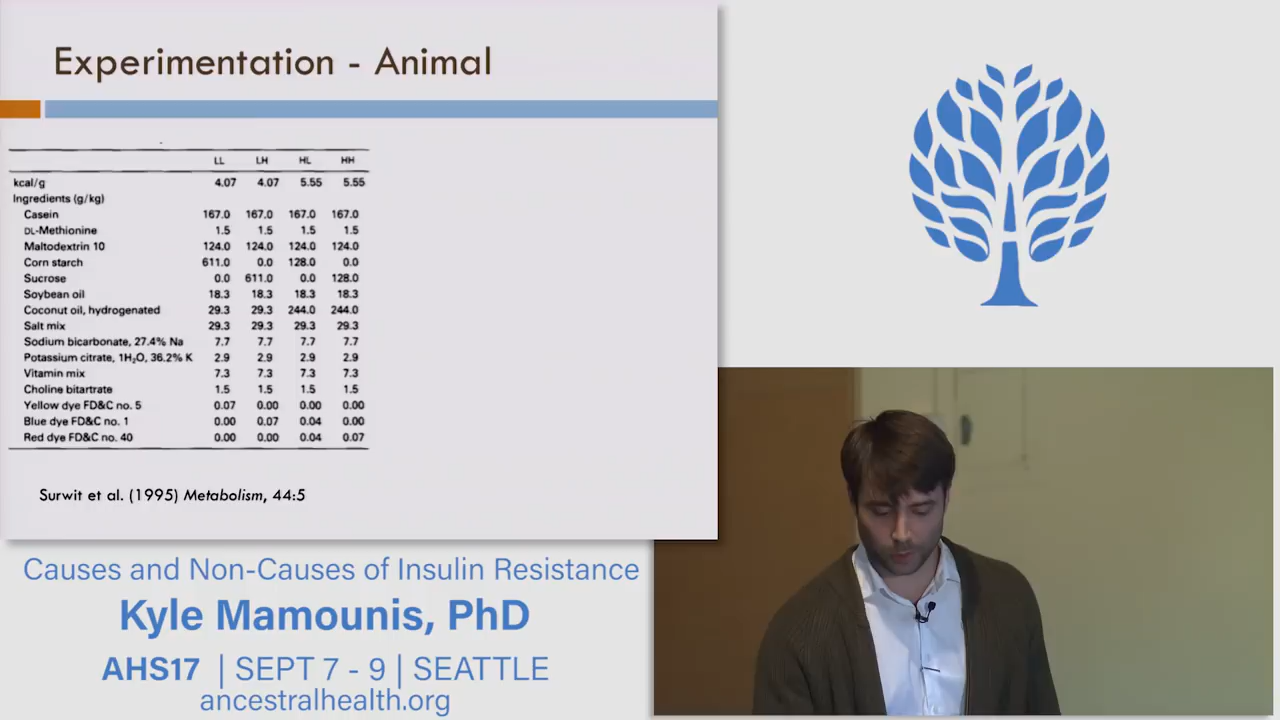 Experimentation - Animal
LL LH HL HH
kcal/g 4.07 4.07 5.55 5.55
Ingredients (g/kg)
Casein 167.0 167.0 167.0 167.0
DL-Methionine 1.5 1.5 1.5 1.5
Maltodextrin 10 124.0 124.0 124.0 124.0
Corn starch 611.0 0.0 128.0 0.0
Sucrose 0.0 611.0 0.0 128.0
Soybean oil 18.3 18.3 18.3 18.3
Coconut oil, hydrogenated 29.3 29.3 244.0 244.0
Salt mix 29.3 29.3 29.3 29.3
Sodium bicarbonate, 27.4% Na 7.7 7.7 7.7 7.7
Potassium citrate, 1H₂O, 36.2% K 2.9 2.9 2.9 2.9
Vitamin mix 7.3 7.3 7.3 7.3
Choline bitartrate 1.5 1.5 1.5 1.5
Yellow dye FD&C no. 5 0.07 0.00 0.00 0.00
Blue dye FD&C no. 1 0.00 0.07 0.04 0.00
Red dye FD&C no. 40 0.00 0.00 0.04 0.07
Surwit et al. (1995) Metabolism, 44:5
Causes and Non-Causes of Insulin Resistance
Kyle Mamounis, PhD
AHS17 | SEPT 7 - 9 | SEATTLE
ancestralhealth.org